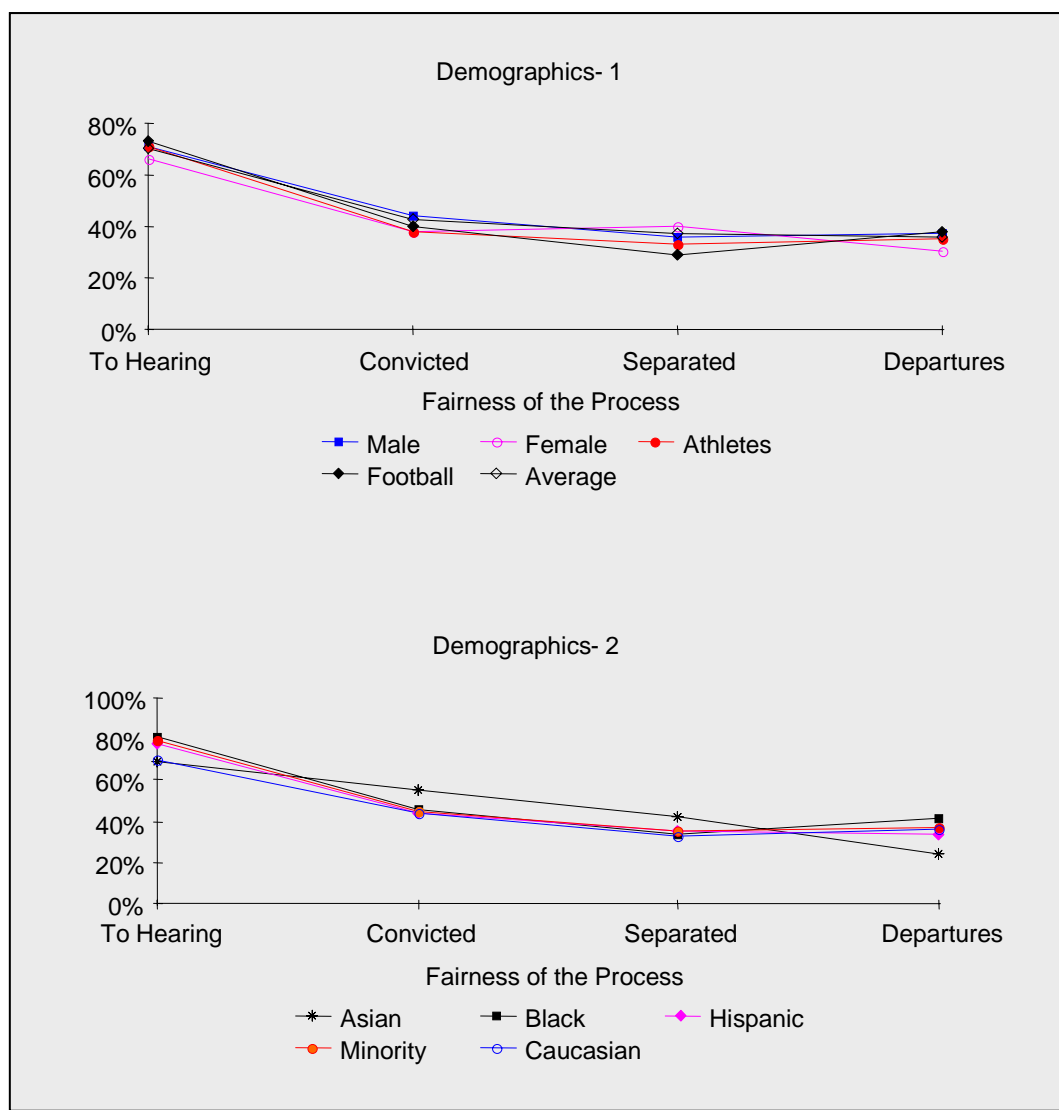 Demographics- 1
80%
60%
40%
20%
0%
To Hearing Convicted Separated Departures
Fairness of the Process
Male Female Athletes
Football Average
Demographics- 2
100%
80%
60%
40%
20%
0%
To Hearing Convicted Separated Departures
Fairness of the Process
Asian Black Hispanic
Minority Caucasian